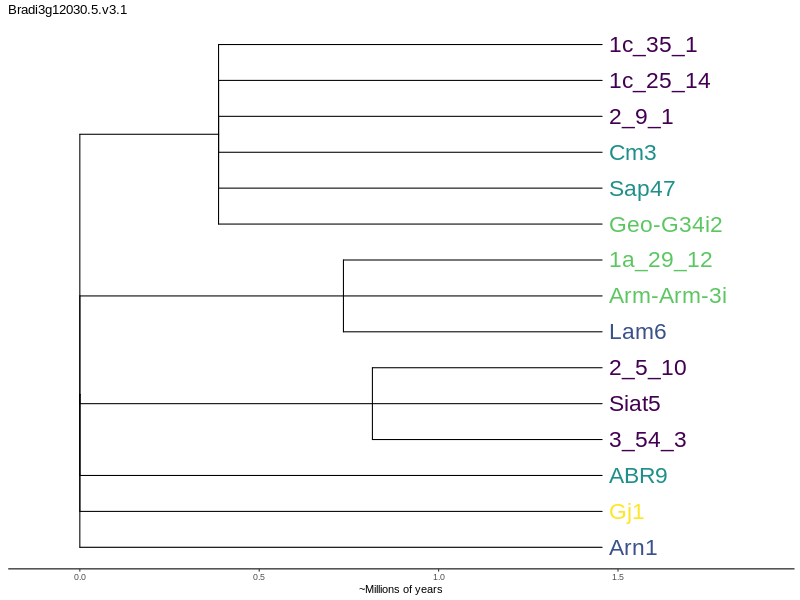 Bradi3g12030.5.v3.1
1c_35_1
1c_25_14
2_9_1
Cm3
Sap47
Geo-G34i2
1a_29_12
Arm-Arm-3i
Lam6
2_5_10
Siat5
3_54_3
ABR9
Gj1
Arn1
0.0 0.5 1.0 1.5
~Millions of years